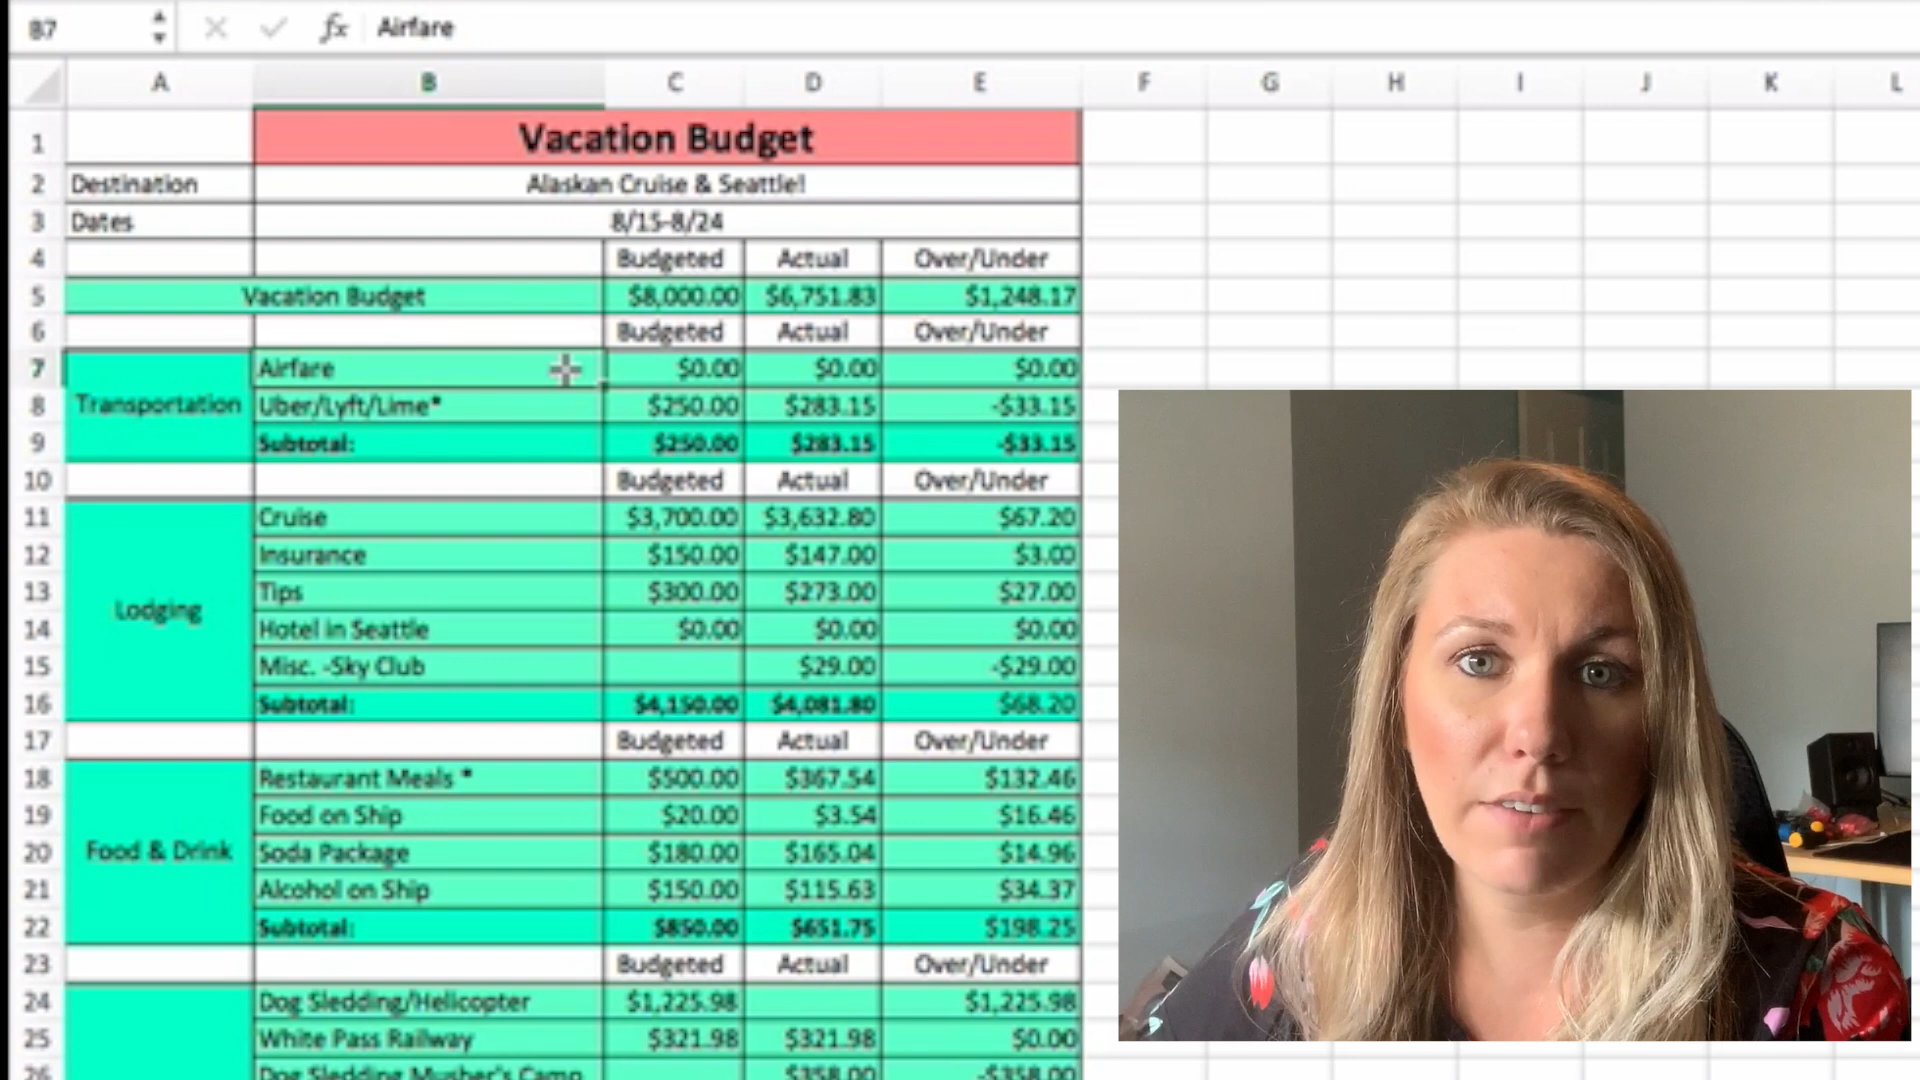 B7 fx Airfare
A B C D E F G H I J K L
1 Vacation Budget
2 Destination Alaskan Cruise & Seattle!
3 Dates 8/15-8/24
4 Budgeted Actual Over/Under
5 Vacation Budget $8,000.00 $6,751.83 $1,248.17
6 Budgeted Actual Over/Under
7 Airfare $0.00 $0.00 $0.00
8 Transportation Uber/Lyft/Lime* $250.00 $283.15 -$33.15
9 Subtotal: $250.00 $283.15 -$33.15
10 Budgeted Actual Over/Under
11 Cruise $3,700.00 $3,632.80 $67.20
12 Insurance $150.00 $147.00 $3.00
13 Lodging Tips $300.00 $273.00 $27.00
14 Hotel in Seattle $0.00 $0.00 $0.00
15 Misc. -Sky Club $29.00 -$29.00
16 Subtotal: $4,150.00 $4,081.80 $68.20
17 Budgeted Actual Over/Under
18 Restaurant Meals * $500.00 $367.54 $132.46
19 Food on Ship $20.00 $3.54 $16.46
20 Food & Drink Soda Package $180.00 $165.04 $14.96
21 Alcohol on Ship $150.00 $115.63 $34.37
22 Subtotal: $850.00 $651.75 $198.25
23 Budgeted Actual Over/Under
24 Dog Sledding/Helicopter $1,225.98 $1,225.98
25 White Pass Railway $321.98 $321.98 $0.00
26 Dog Sledding Musher's Camp $358.00 -$358.00